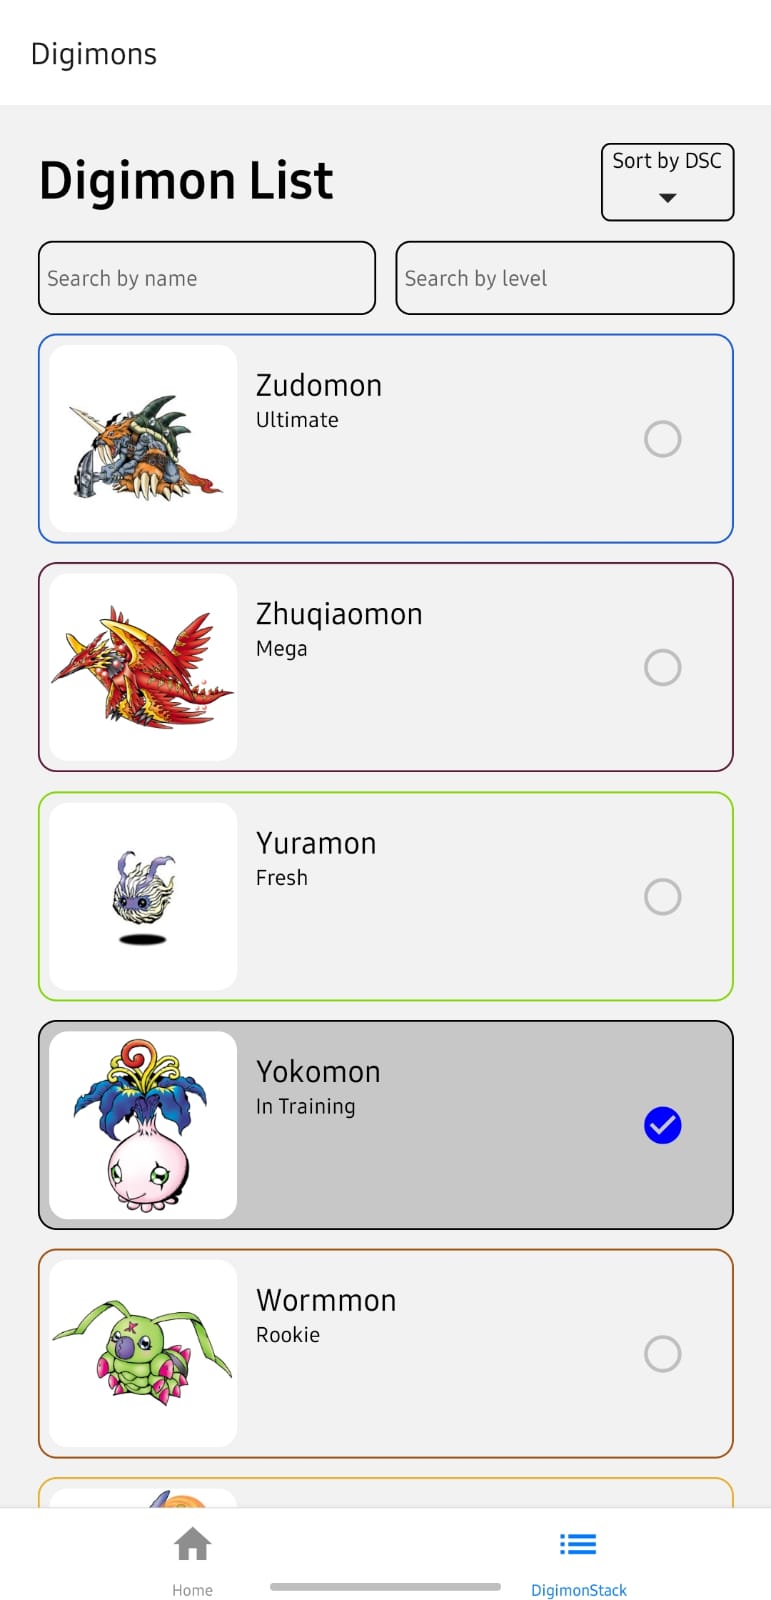 Digimons
Digimon List
Sort by DSC
Search by name
Search by level
Zudomon
Ultimate
Zhuqiaomon
Mega
Yuramon
Fresh
Yokomon
In Training
Wormmon
Rookie
Home
DigimonStack